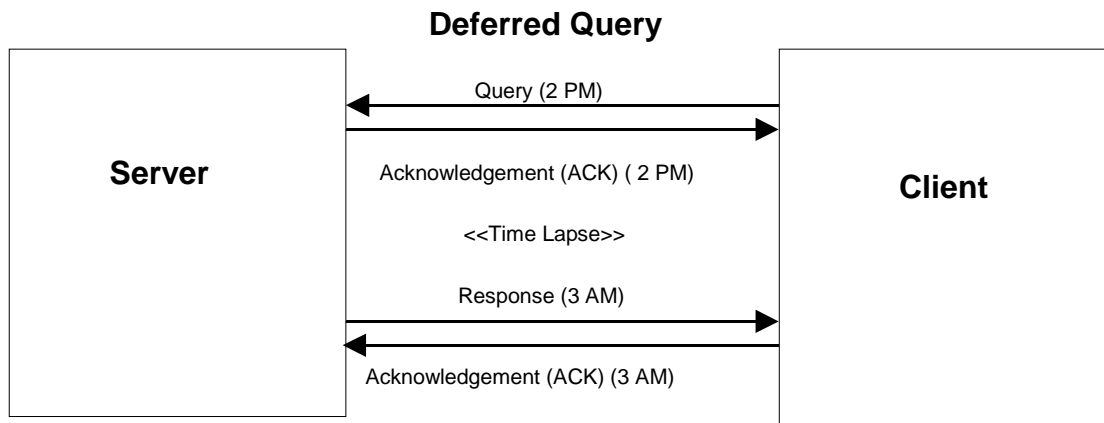 Deferred Query
Query (2 PM)
Server
Acknowledgement (ACK) ( 2 PM)
Client
<<Time Lapse>>
Response (3 AM)
Acknowledgement (ACK) (3 AM)